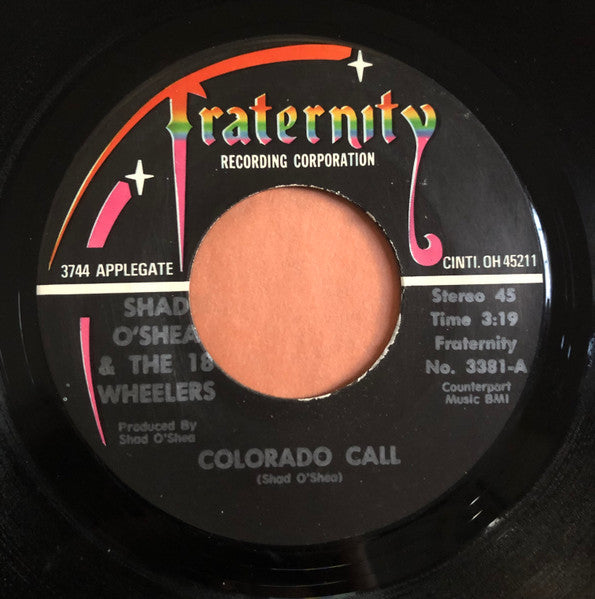 Fraternity
RECORDING CORPORATION
3744 APPLEGATE
CINTI. OH 45211
SHAD
O'SHEA
& THE 18
WHEELERS
Produced By
Shad O'Shea
Stereo 45
Time 3:19
Fraternity
No. 3381-A
Counterpart
Music BMI
COLORADO CALL
(Shad O'Shea)